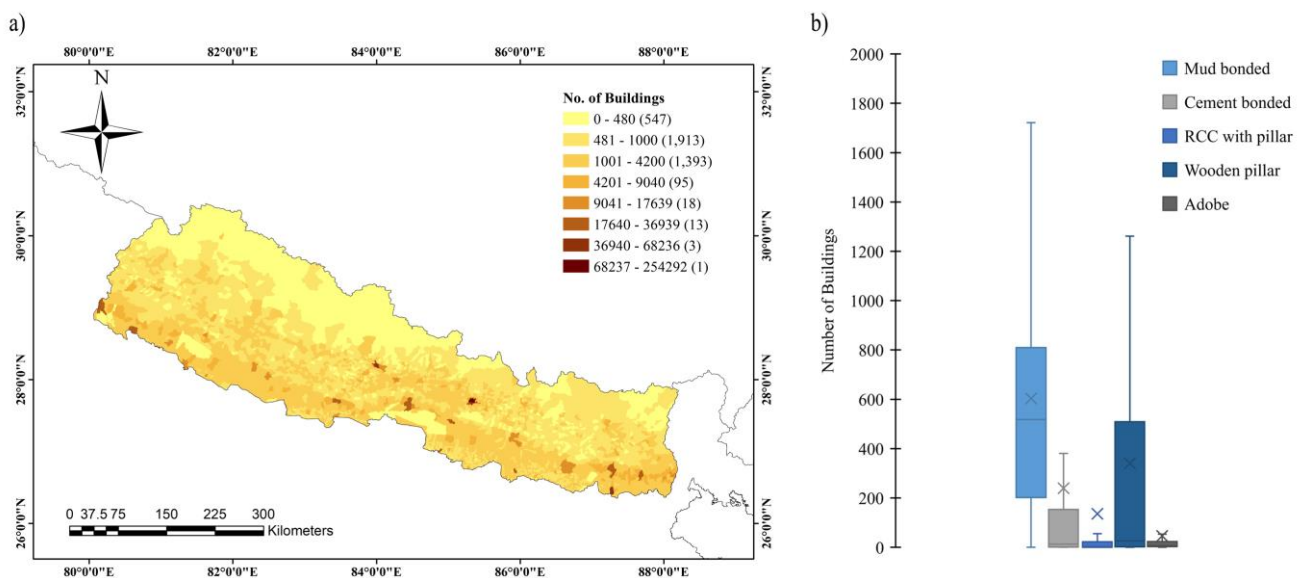 a)
80°0'0"E 82°0'0"E 84°0'0"E 86°0'0"E 88°0'0"E
N
32°0'0"N
32°0'0"N
30°0'0"N
30°0'0"N
28°0'0"N
28°0'0"N
26°0'0"N
26°0'0"N
No. of Buildings
0 - 480 (547)
481 - 1000 (1,913)
1001 - 4200 (1,393)
4201 - 9040 (95)
9041 - 17639 (18)
17640 - 36939 (13)
36940 - 68236 (3)
68237 - 254292 (1)
0 37.5 75 150 225 300
Kilometers
80°0'0"E 82°0'0"E 84°0'0"E 86°0'0"E 88°0'0"E
b)
Number of Buildings
2000
1800
1600
1400
1200
1000
800
600
400
200
0
Mud bonded
Cement bonded
RCC with pillar
Wooden pillar
Adobe